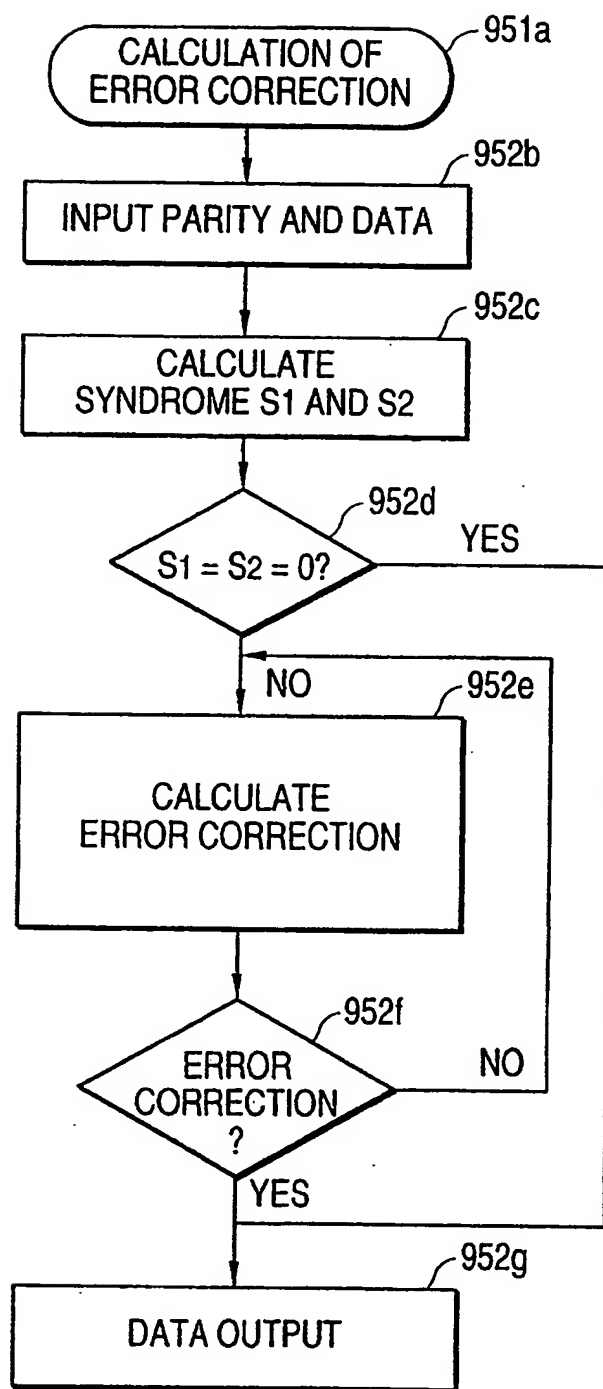 951a
CALCULATION OF
ERROR CORRECTION
952b
INPUT PARITY AND DATA
952c
CALCULATE
SYNDROME S1 AND S2
952d
S1 = S2 = 0?
YES
NO
952e
CALCULATE
ERROR CORRECTION
952f
ERROR
CORRECTION
?
NO
YES
952g
DATA OUTPUT